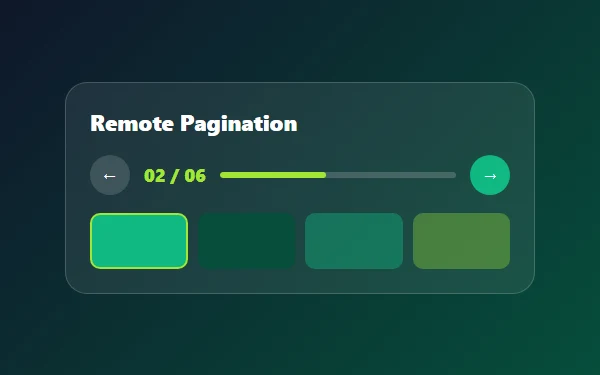 Remote Pagination
← 02 / 06 →